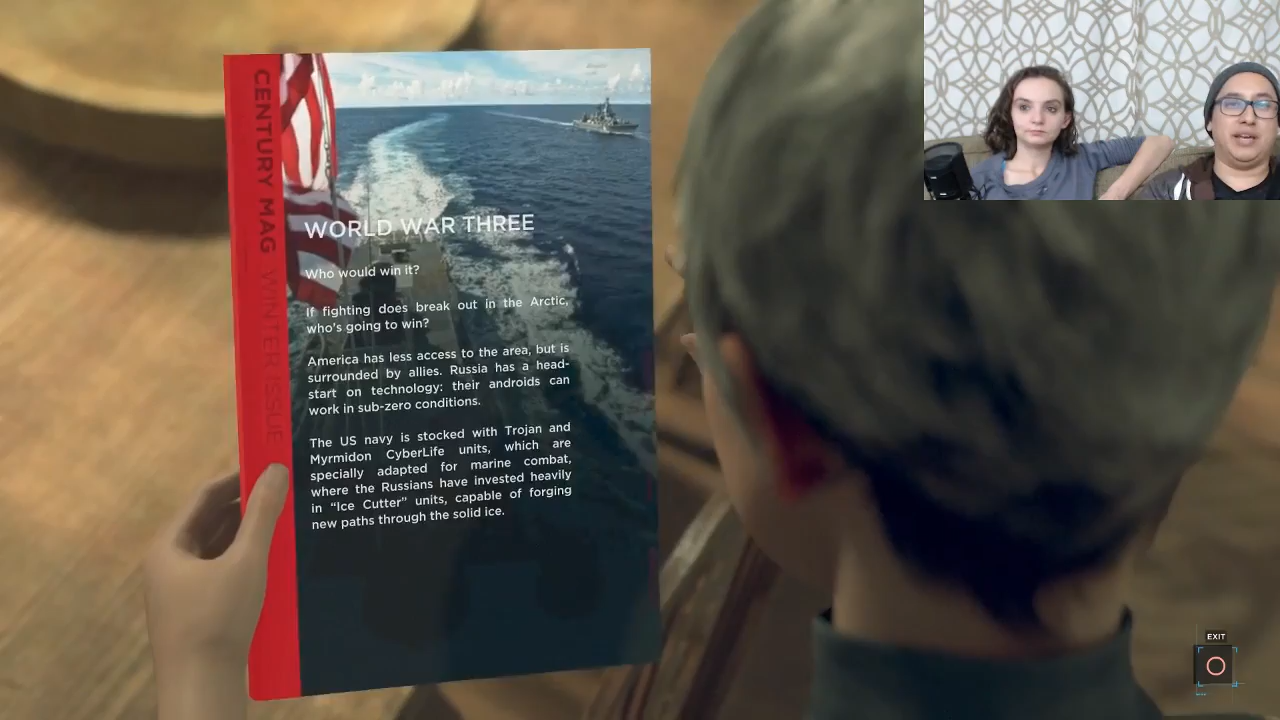 CENTURY MAG WINTER ISSUE
WORLD WAR THREE
Who would win it?
If fighting does break out in the Arctic,
who's going to win?
America has less access to the area, but is
surrounded by allies. Russia has a head-
start on technology: their androids can
work in sub-zero conditions.
The US navy is stocked with Trojan and
Myrmidon CyberLife units, which are
specially adapted for marine combat,
where the Russians have invested heavily
in “Ice Cutter” units, capable of forging
new paths through the solid ice.
EXIT